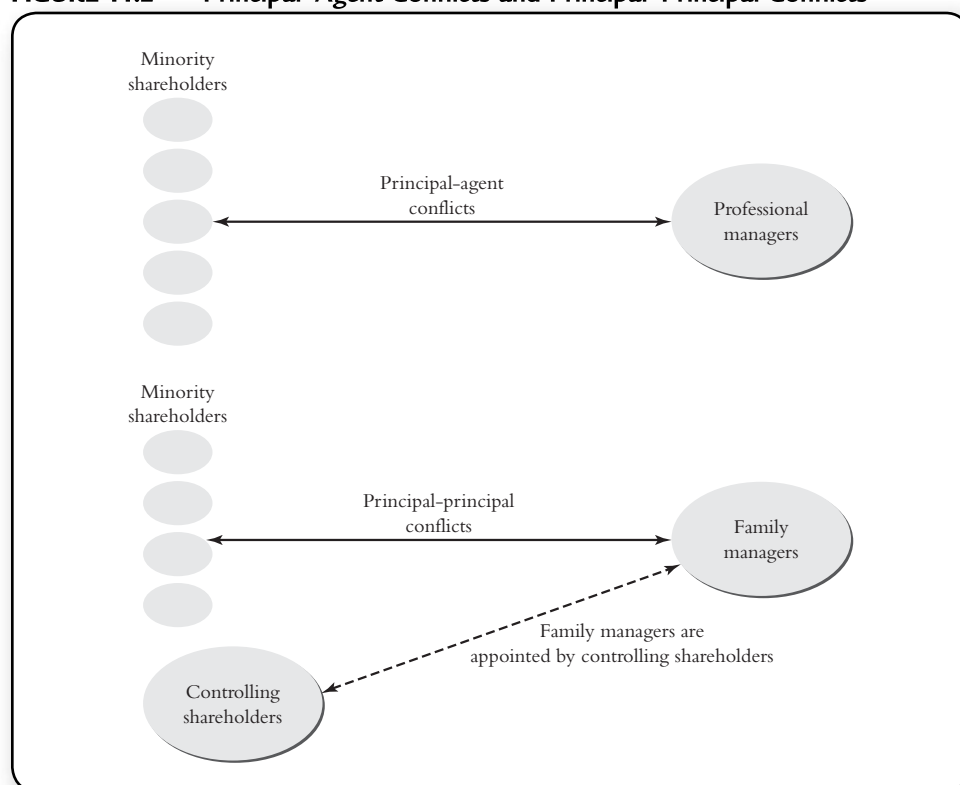 Principal-Agent Conflicts and Principal-Principal Conflicts
Minority
shareholders
Principal-agent
conflicts
Professional
managers
Minority
shareholders
Principal-principal
conflicts
Family
managers
Family managers are
appointed by controlling shareholders
Controlling
shareholders